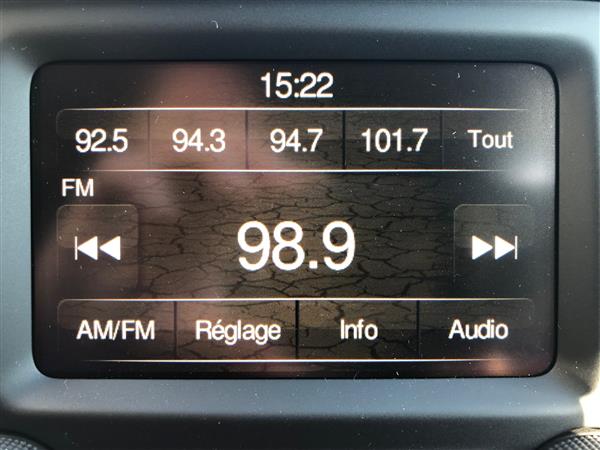 15:22
92.5 94.3 94.7 101.7 Tout
FM
98.9
AM/FM Réglage Info Audio